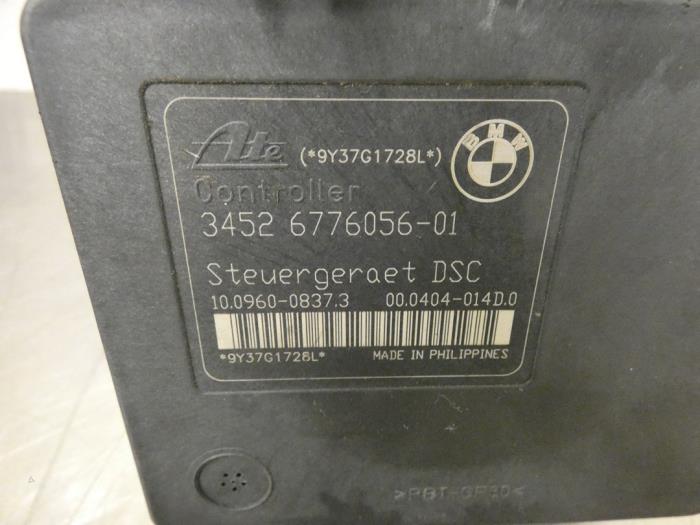 Ate (*9Y37G1728L*) BMW
Controller
3452 6776056-01
Steuergeraet DSC
10.0960-0837.3 00.0404-014D.0
*9Y37G1728L* MADE IN PHILIPPINES
>PBT-GF30<